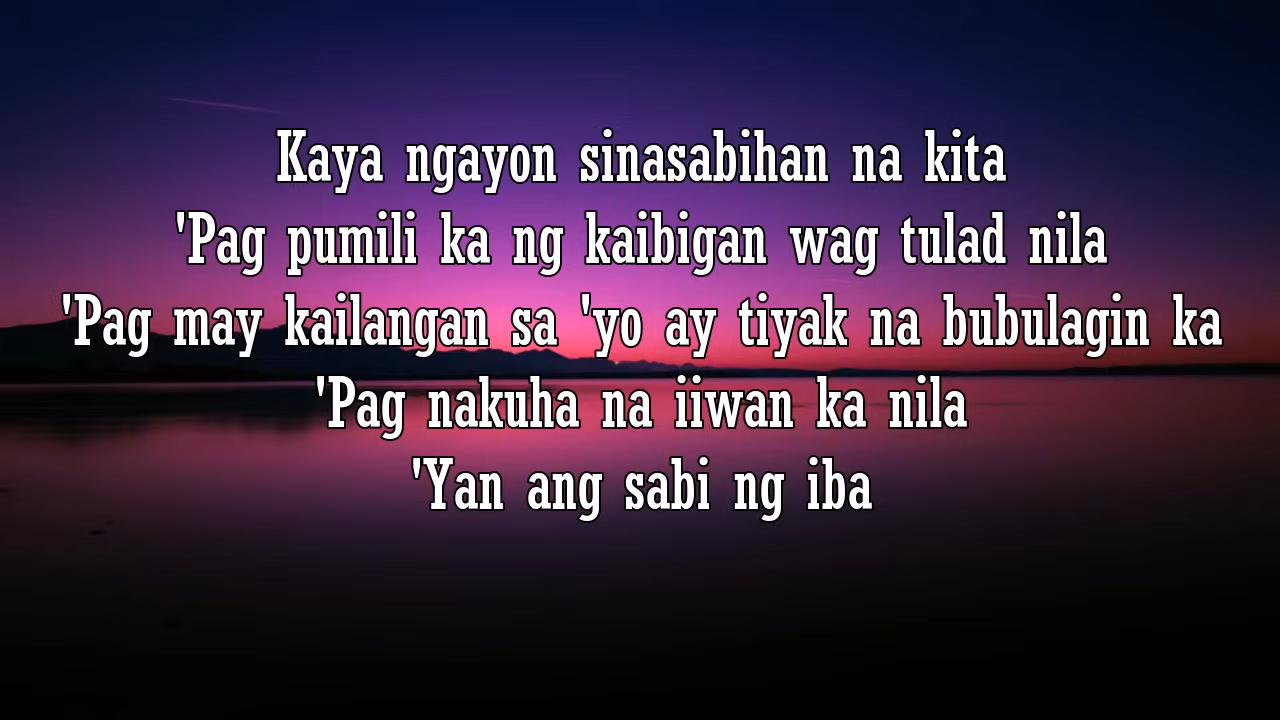 Kaya ngayon sinasabihan na kita
'Pag pumili ka ng kaibigan wag tulad nila
'Pag may kailangan sa 'yo ay tiyak na bubulagin ka
'Pag nakuha na iiwan ka nila
'Yan ang sabi ng iba